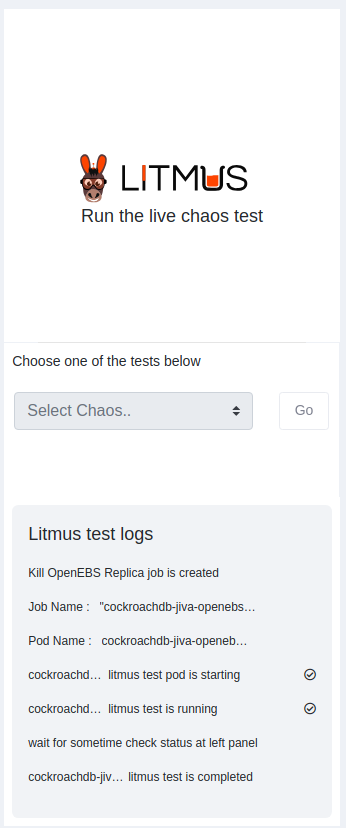 LITMUS
Run the live chaos test
Choose one of the tests below
Select Chaos..
Go
Litmus test logs
Kill OpenEBS Replica job is created
Job Name : "cockroachdb-jiva-openebs…
Pod Name : cockroachdb-jiva-openeb…
cockroachd… litmus test pod is starting
cockroachd… litmus test is running
wait for sometime check status at left panel
cockroachdb-jiv… litmus test is completed